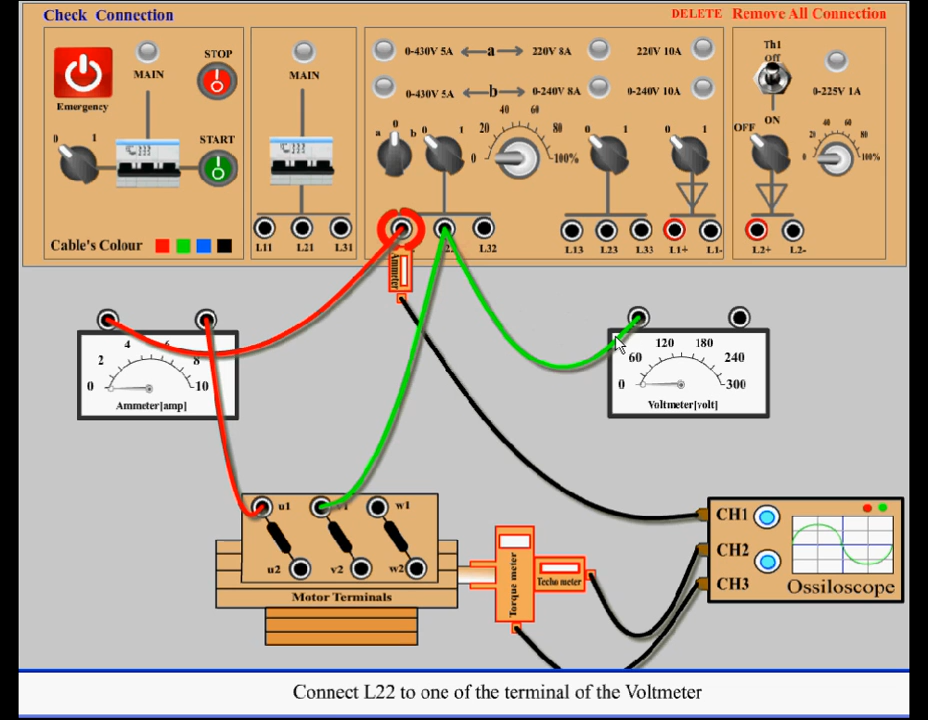 Check Connection
DELETE Remove All Connection
Emergency
MAIN
STOP
START
0 1
Cable's Colour
MAIN
L11 L21 L31
0-430V 5A a 220V 8A 220V 10A
0-430V 5A b 0-240V 8A 0-240V 10A
a 0 b
0 1
0 20 40 60 80 100%
0 1
0 1
L32
L13 L23 L33 L1+ L1-
Th1
Off
ON
OFF
0-225V 1A
0 20 40 60 80 100%
L2+ L2-
Ammeter
0 2 4 6 8 10
Ammeter[amp]
0 60 120 180 240 300
Voltmeter[volt]
u1 w1
u2 v2 w2
Motor Terminals
Torque meter
Techo meter
CH1
CH2
CH3
Ossiloscope
Connect L22 to one of the terminal of the Voltmeter